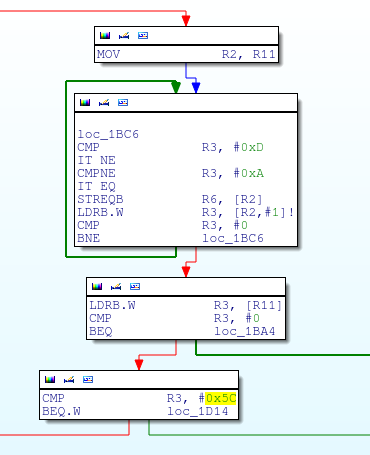 MOV R2, R11
loc_1BC6
CMP R3, #0xD
IT NE
CMPNE R3, #0xA
IT EQ
STREQB R6, [R2]
LDRB.W R3, [R2,#1]!
CMP R3, #0
BNE loc_1BC6
LDRB.W R3, [R11]
CMP R3, #0
BEQ loc_1BA4
CMP R3, #0x5C
BEQ.W loc_1D14